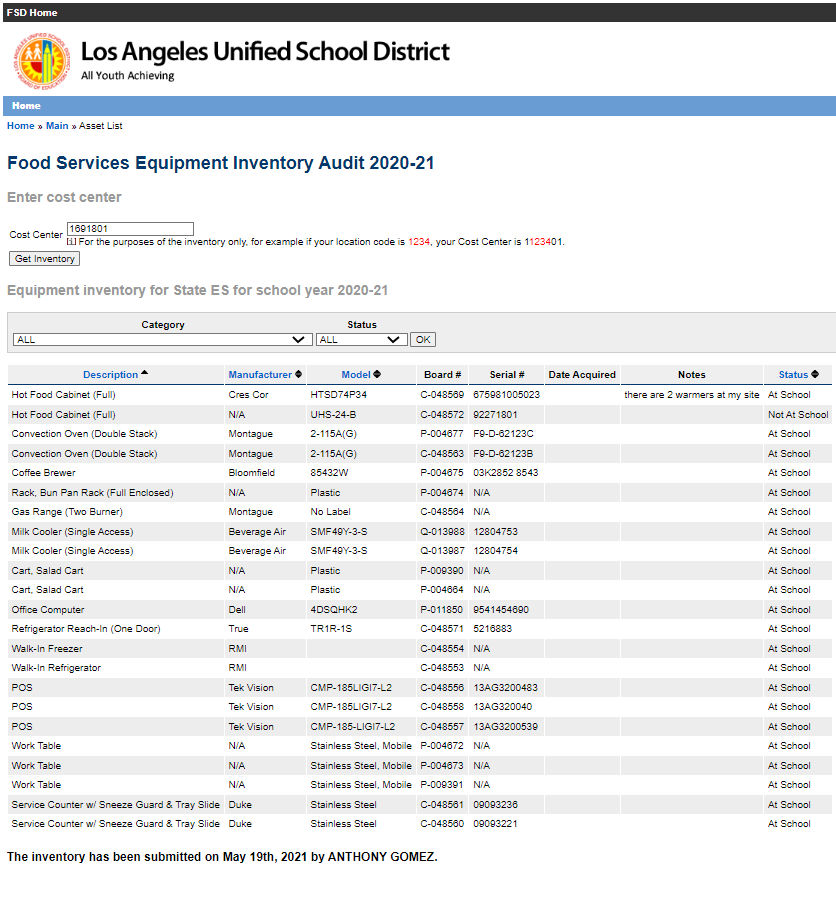 FSD Home
Los Angeles Unified School District
All Youth Achieving
Home
Home » Main » Asset List
Food Services Equipment Inventory Audit 2020-21
Enter cost center
Cost Center 1691801
[i] For the purposes of the inventory only, for example if your location code is 1234, your Cost Center is 1123401.
Get Inventory
Equipment inventory for State ES for school year 2020-21
Category Status
ALL ALL OK
Description Manufacturer Model Board # Serial # Date Acquired Notes Status
Hot Food Cabinet (Full) Cres Cor HTSD74P34 C-048569 675981005023 there are 2 warmers at my site At School
Hot Food Cabinet (Full) N/A UHS-24-B C-048572 92271801 Not At School
Convection Oven (Double Stack) Montague 2-115A(G) P-004677 F9-D-62123C At School
Convection Oven (Double Stack) Montague 2-115A(G) C-048563 F9-D-62123B At School
Coffee Brewer Bloomfield 85432W P-004675 03K2852 8543 At School
Rack, Bun Pan Rack (Full Enclosed) N/A Plastic P-004674 N/A At School
Gas Range (Two Burner) Montague No Label C-048564 N/A At School
Milk Cooler (Single Access) Beverage Air SMF49Y-3-S Q-013988 12804753 At School
Milk Cooler (Single Access) Beverage Air SMF49Y-3-S Q-013987 12804754 At School
Cart, Salad Cart N/A Plastic P-009390 N/A At School
Cart, Salad Cart N/A Plastic P-004664 N/A At School
Office Computer Dell 4DSQHK2 P-011850 9541454690 At School
Refrigerator Reach-In (One Door) True TR1R-1S C-048571 5216883 At School
Walk-In Freezer RMI C-048554 N/A At School
Walk-In Refrigerator RMI C-048553 N/A At School
POS Tek Vision CMP-185LIGI7-L2 C-048556 13AG3200483 At School
POS Tek Vision CMP-185LIGI7-L2 C-048558 13AG320040 At School
POS Tek Vision CMP-185-LIGI7-L2 C-048557 13AG3200539 At School
Work Table N/A Stainless Steel, Mobile P-004672 N/A At School
Work Table N/A Stainless Steel, Mobile P-004673 N/A At School
Work Table N/A Stainless Steel, Mobile P-009391 N/A At School
Service Counter w/ Sneeze Guard & Tray Slide Duke Stainless Steel C-048561 09093236 At School
Service Counter w/ Sneeze Guard & Tray Slide Duke Stainless Steel C-048560 09093221 At School
The inventory has been submitted on May 19th, 2021 by ANTHONY GOMEZ.